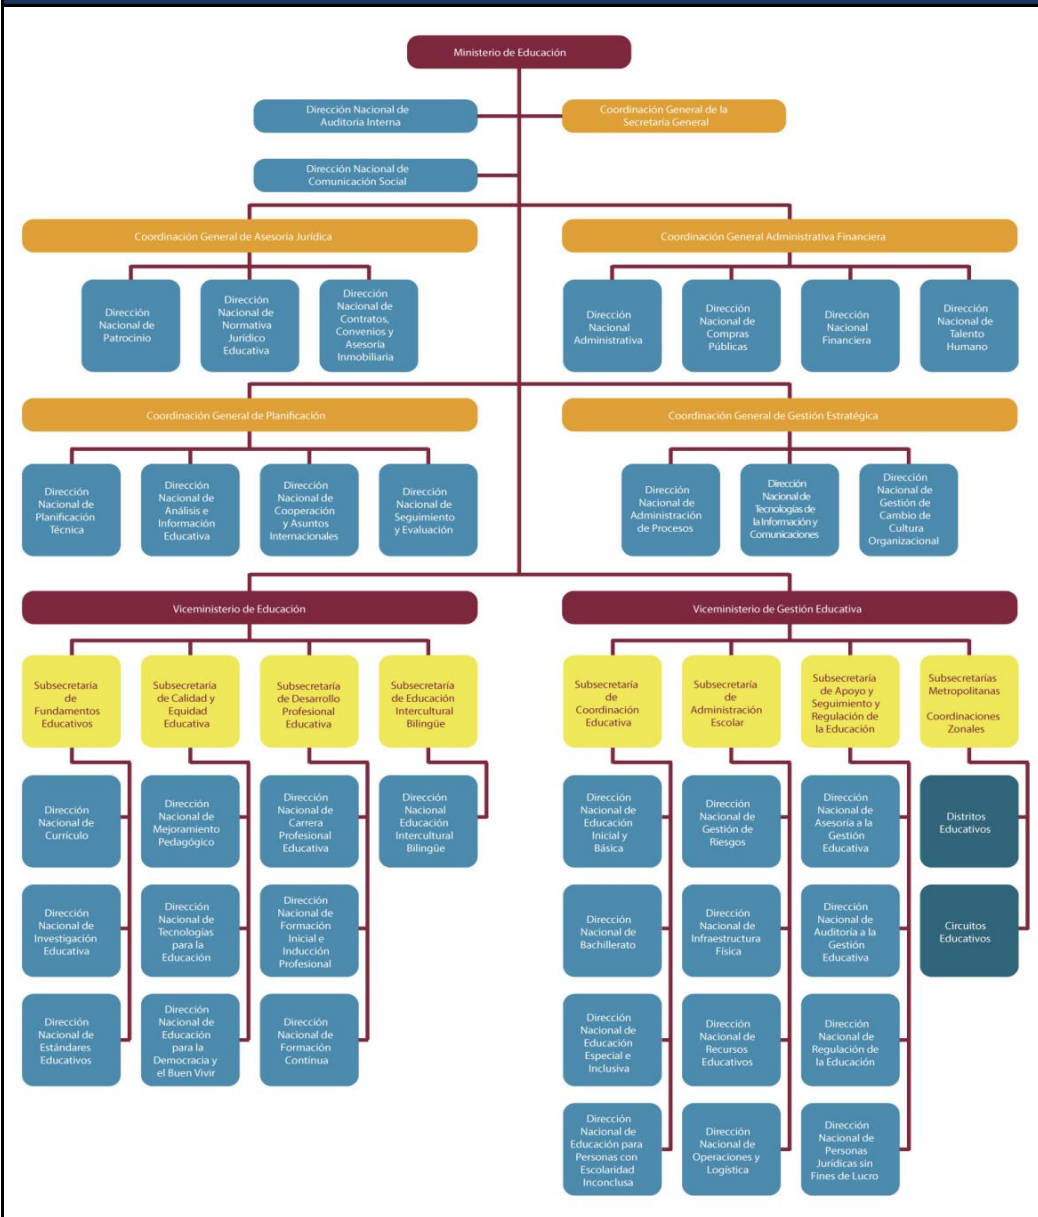 Ministerio de Educación
Dirección Nacional de
Auditoria Interna
Coordinación General de la
Secretaría General
Dirección Nacional de
Comunicación Social
Coordinación General de Asesoría Jurídica
Coordinación General Administrativa Financiera
Dirección
Nacional de
Patrocinio
Dirección
Nacional de
Normativa
Jurídico
Educativa
Dirección
Nacional de
Contratos,
Convenios y
Asesoría
Inmobiliaria
Dirección
Nacional
Administrativa
Dirección
Nacional de
Compras
Públicas
Dirección
Nacional
Financiera
Dirección
Nacional de
Talento
Humano
Coordinación General de Planificación
Coordinación General de Gestión Estratégica
Dirección
Nacional de
Planificación
Técnica
Dirección
Nacional de
Análisis e
Información
Educativa
Dirección
Nacional de
Cooperación
y Asuntos
Internacionales
Dirección
Nacional de
Seguimiento
y Evaluación
Dirección
Nacional de
Administración
de Procesos
Dirección
Nacional de
Tecnologías de
la Información y
Comunicaciones
Dirección
Nacional de
Gestión de
Cambio de
Cultura
Organizacional
Viceministerio de Educación
Viceministerio de Gestión Educativa
Subsecretaría
de
Fundamentos
Educativos
Subsecretaría
de Calidad y
Equidad
Educativa
Subsecretaría
de Desarrollo
Profesional
Educativa
Subsecretaría
de Educación
Intercultural
Bilingüe
Subsecretaría
de
Coordinación
Educativa
Subsecretaría
de
Administración
Escolar
Subsecretaría
de Apoyo y
Seguimiento y
Regulación de
la Educación
Subsecretarías
Metropolitanas
Coordinaciones
Zonales
Dirección
Nacional de
Currículo
Dirección
Nacional de
Mejoramiento
Pedagógico
Dirección
Nacional de
Carrera
Profesional
Educativa
Dirección
Nacional
Educación
Intercultural
Bilingüe
Dirección
Nacional de
Educación
Inicial y
Básica
Dirección
Nacional de
Gestión de
Riesgos
Dirección
Nacional de
Asesoría a la
Gestión
Educativa
Distritos
Educativos
Dirección
Nacional de
Investigación
Educativa
Dirección
Nacional de
Tecnologías
para la
Educación
Dirección
Nacional de
Formación
Inicial e
Inducción
Profesional
Dirección
Nacional de
Bachillerato
Dirección
Nacional de
Infraestructura
Física
Dirección
Nacional de
Auditoría a la
Gestión
Educativa
Circuitos
Educativos
Dirección
Nacional de
Estándares
Educativos
Dirección
Nacional de
Educación
para la
Democracia y
el Buen Vivir
Dirección
Nacional de
Formación
Contínua
Dirección
Nacional de
Educación
Especial e
Inclusiva
Dirección
Nacional de
Recursos
Educativos
Dirección
Nacional de
Regulación de
la Educación
Dirección
Nacional de
Educación para
Personas con
Escolaridad
Inconclusa
Dirección
Nacional de
Operaciones y
Logística
Dirección
Nacional de
Personas
Jurídicas sin
Fines de Lucro